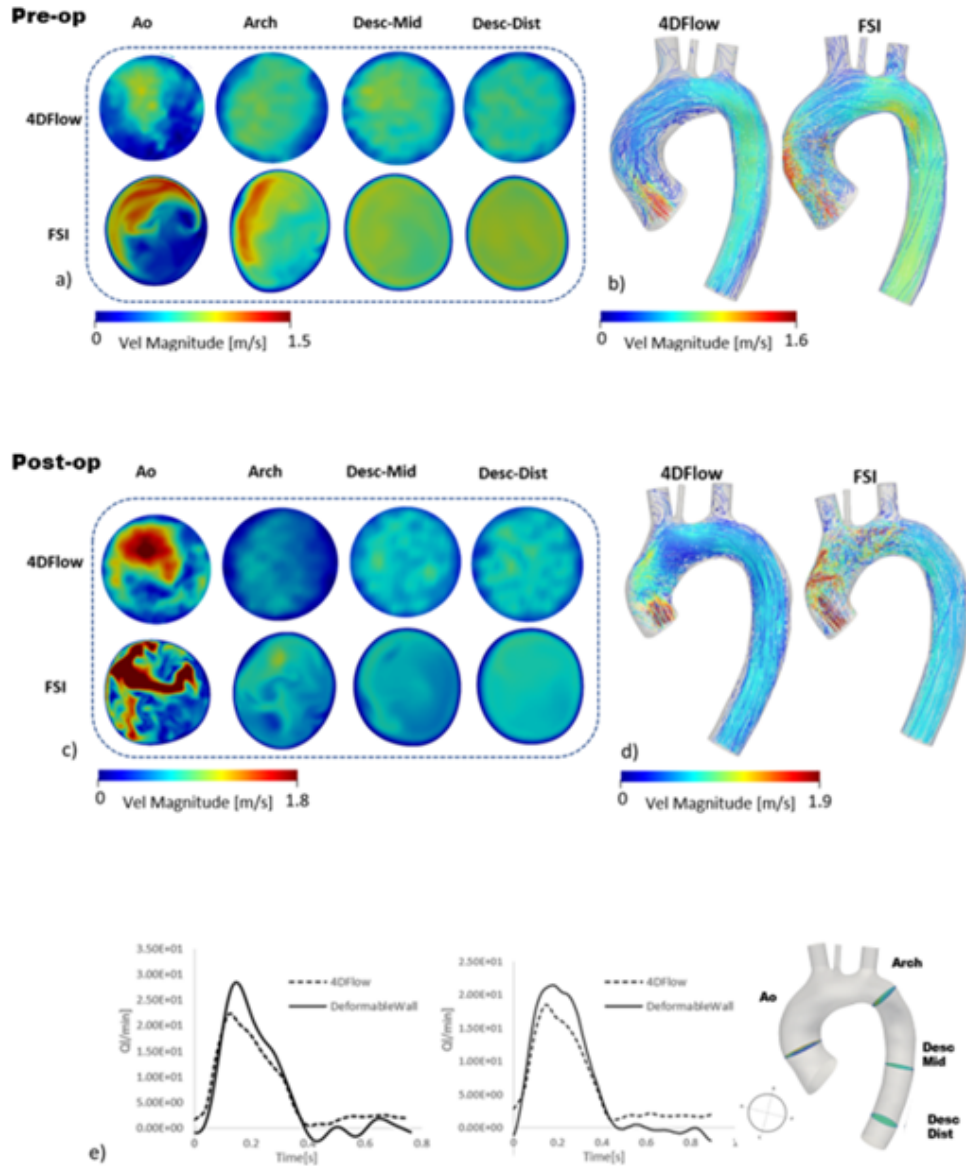 Pre-op
Ao Arch Desc-Mid Desc-Dist
4DFlow FSI
4DFlow
FSI
a)
b)
0 1.5
Vel Magnitude [m/s]
0 1.6
Vel Magnitude [m/s]
Post-op
Ao Arch Desc-Mid Desc-Dist
4DFlow FSI
4DFlow
FSI
c)
d)
0 1.8
Vel Magnitude [m/s]
0 1.9
Vel Magnitude [m/s]
3.50E+01
3.00E+01
2.50E+01
2.00E+01
1.50E+01
1.00E+01
5.00E+00
0.00E+00
Q[l/min]
4DFlow
DeformableWall
0 0.2 0.4 0.6 0.8
Time[s]
2.50E+01
2.00E+01
1.50E+01
1.00E+01
5.00E+00
0.00E+00
Q[l/min]
4DFlow
DeformableWall
0 0.2 0.4 0.6 0.8 1
Time[s]
Arch
Ao
Desc
Mid
Desc
Dist
e)